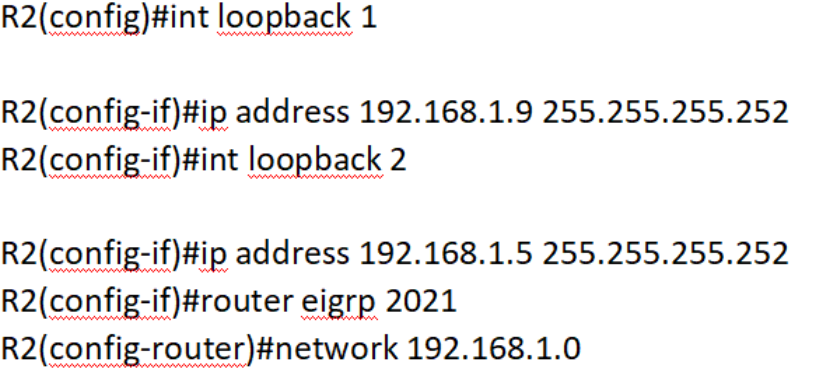 R2(config)#int loopback 1
R2(config-if)#ip address 192.168.1.9 255.255.255.252
R2(config-if)#int loopback 2
R2(config-if)#ip address 192.168.1.5 255.255.255.252
R2(config-if)#router eigrp 2021
R2(config-router)#network 192.168.1.0